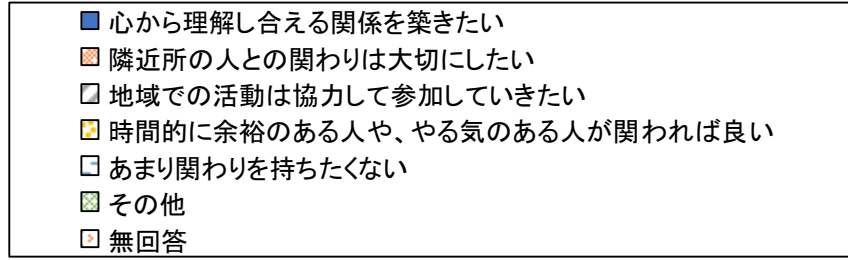 心から理解し合える関係を築きたい
隣近所の人との関わりは大切にしたい
地域での活動は協力して参加していきたい
時間的に余裕のある人や、やる気のある人が関われば良い
あまり関わりを持ちたくない
その他
無回答